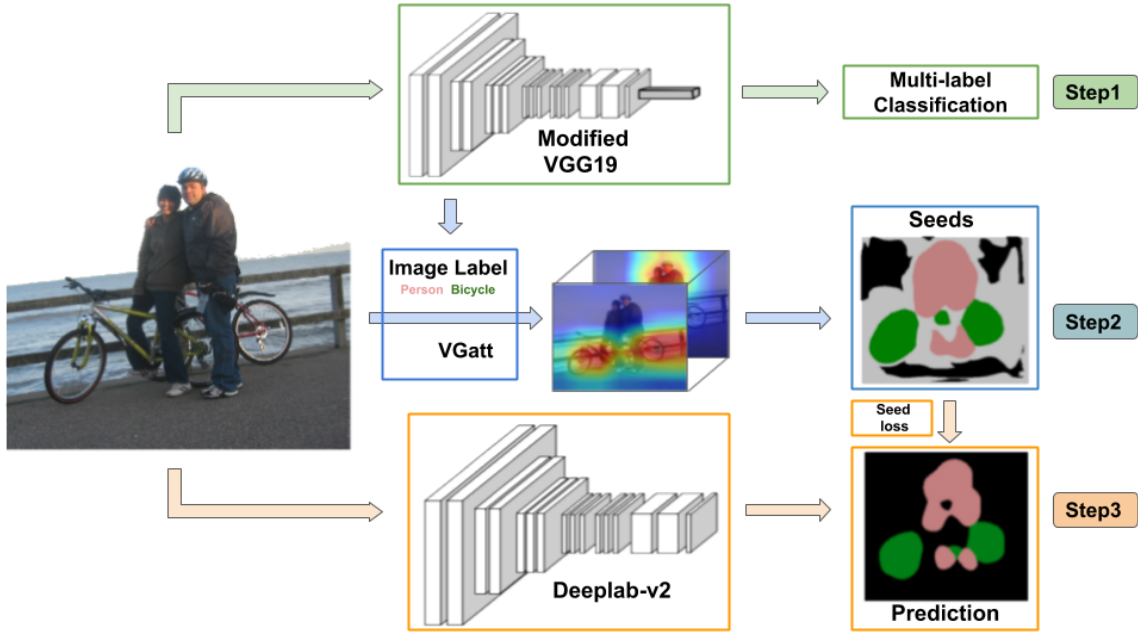 Modified
VGG19
Multi-label
Classification
Step1
Image Label
Person Bicycle
VGatt
Seeds
Step2
Seed
loss
Deeplab-v2
Prediction
Step3